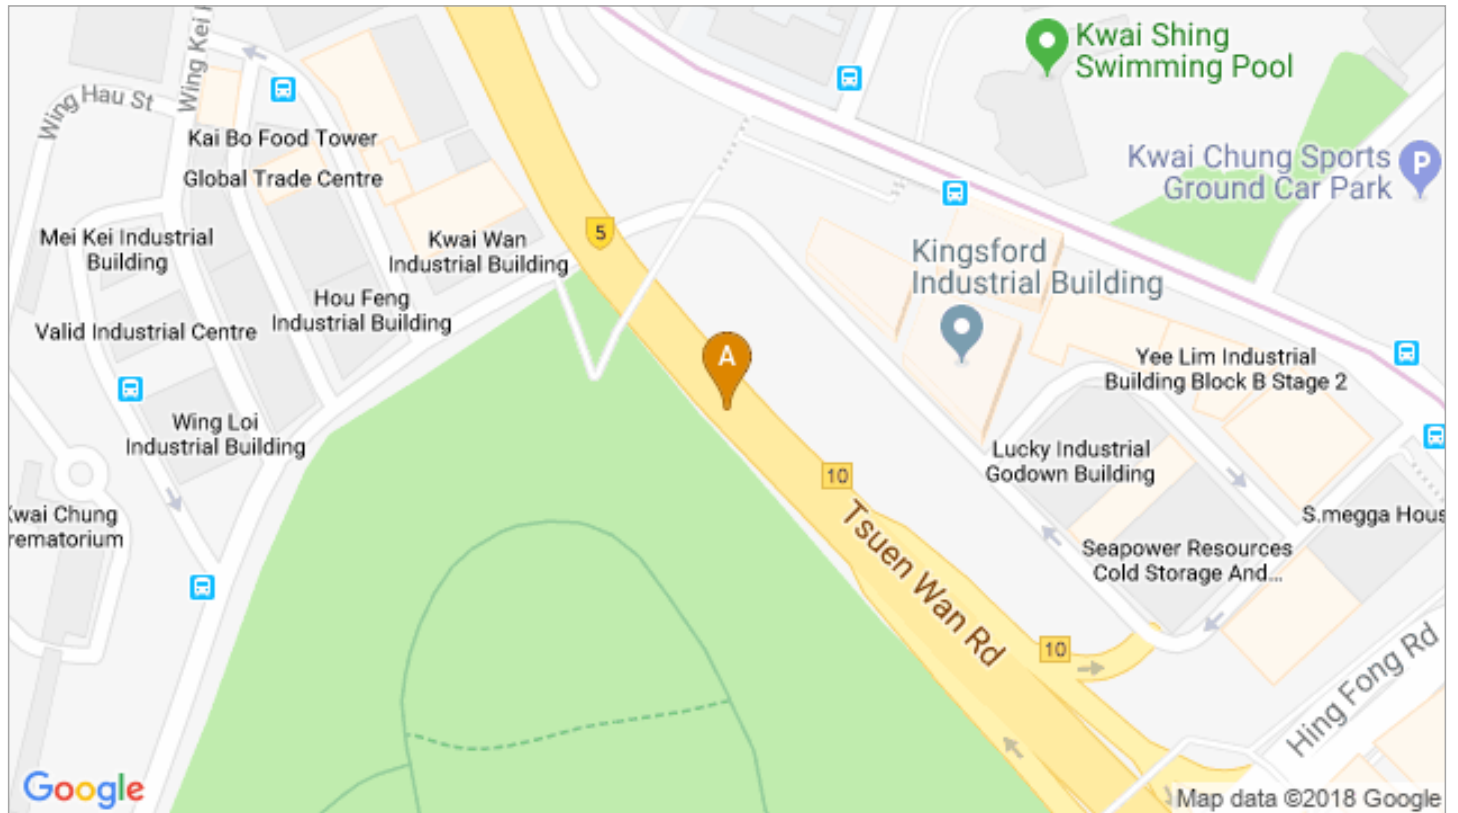 Kwai Shing
Swimming Pool
Wing Kei
Wing Hau St
Kai Bo Food Tower
Kwai Chung Sports
Ground Car Park
P
Global Trade Centre
5
Mei Kei Industrial
Building
Kwai Wan
Industrial Building
Kingsford
Industrial Building
Hou Feng
Industrial Building
Valid Industrial Centre
A
Yee Lim Industrial
Building Block B Stage 2
Wing Loi
Industrial Building
Lucky Industrial
Godown Building
10
Kwai Chung
rematorium
Tsuen Wan Rd
S.megga Hous
Seapower Resources
Cold Storage And...
10
Hing Fong Rd
Google
Map data ©2018 Google